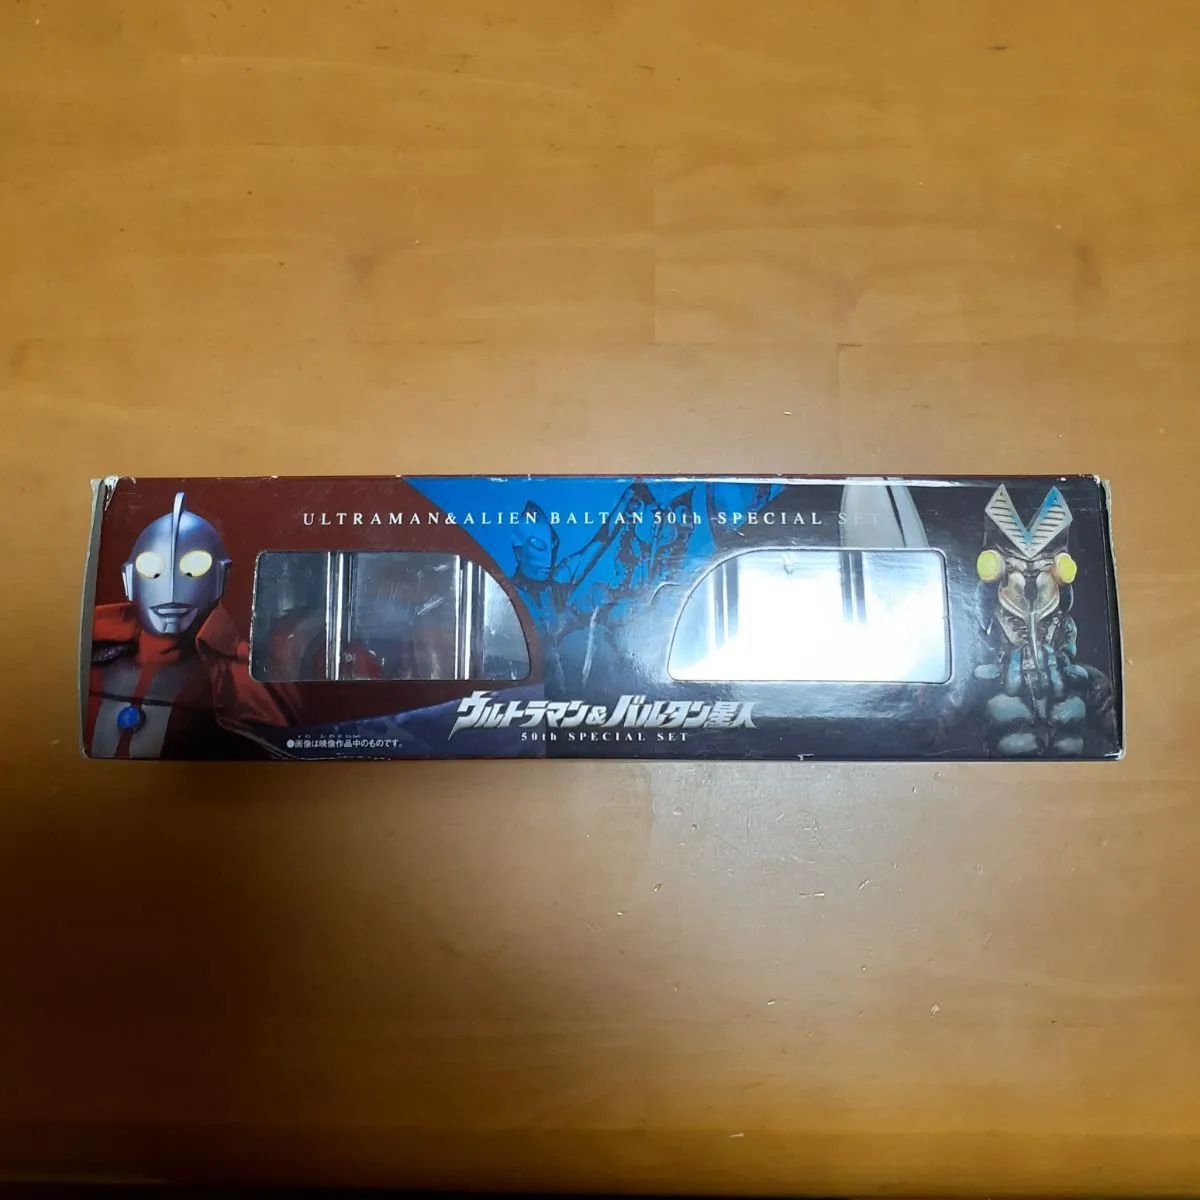 ULTRAMAN&ALIEN BALTAN 50th SPECIAL SET
ウルトラマン&バルタン星人
50th SPECIAL SET
●画像は映像作品中のものです。